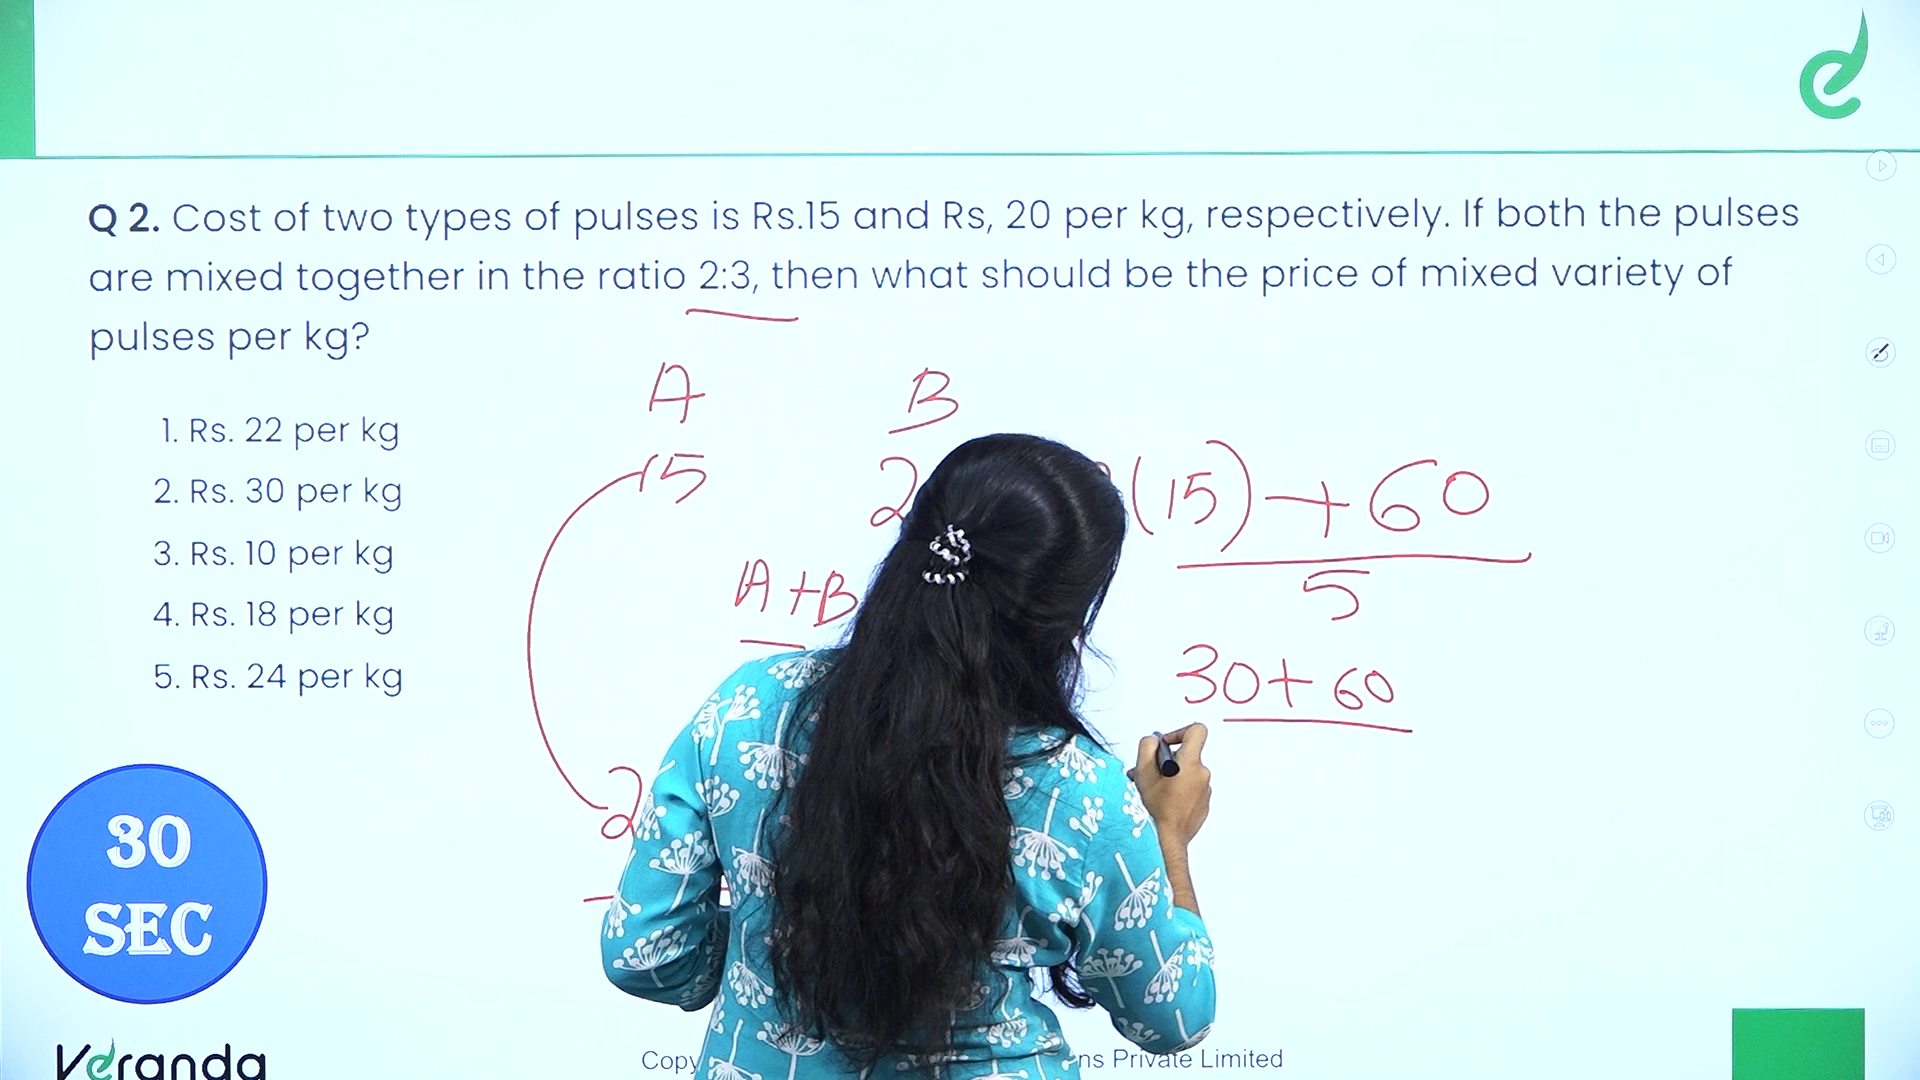 Q 2. Cost of two types of pulses is Rs.15 and Rs, 20 per kg, respectively. If both the pulses
are mixed together in the ratio 2:3, then what should be the price of mixed variety of
pulses per kg?
1. Rs. 22 per kg
2. Rs. 30 per kg
3. Rs. 10 per kg
4. Rs. 18 per kg
5. Rs. 24 per kg
A B
15 2
(15) + 60
5
A+B
30+ 60
2
30
SEC
Veranda
Copy
ns Private Limited